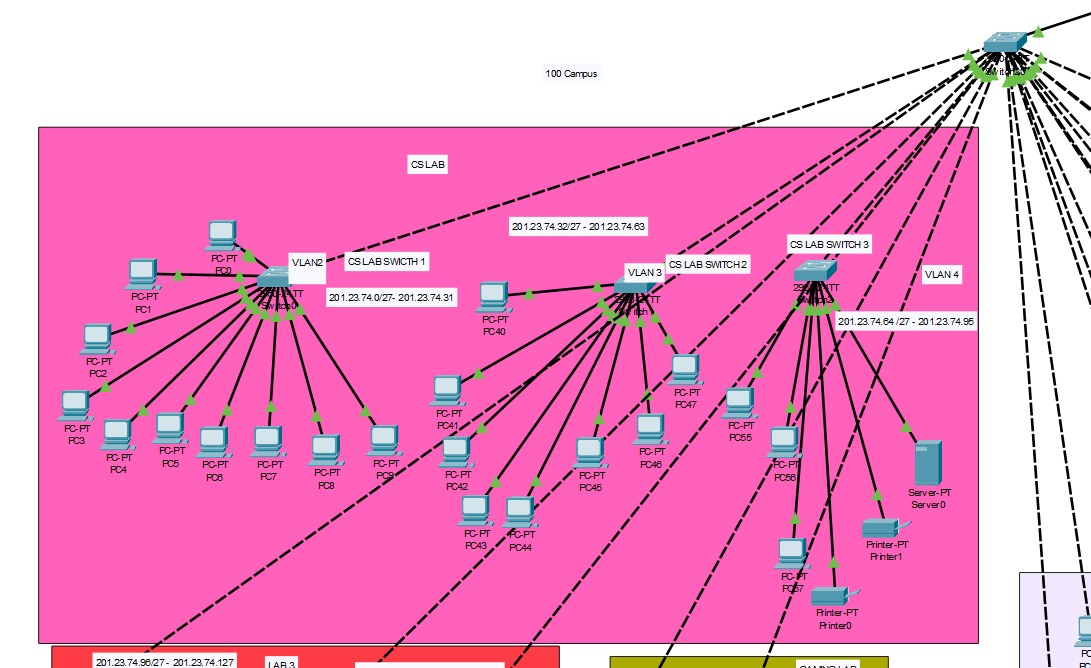 100 Campus
CS LAB
201.23.74.32/27 - 201.23.74.63
CS LAB SWITCH 3
VLAN2
CS LAB SWICTH 1
VLAN 3
CS LAB SWITCH 2
VLAN 4
201.23.74.0/27- 201.23.74.31
201.23.74.64 /27 - 201.23.74.95
PC-PT
PC0
PC-PT
PC1
PC-PT
PC2
PC-PT
PC3
PC-PT
PC4
PC-PT
PC5
PC-PT
PC6
PC-PT
PC7
PC-PT
PC8
PC-PT
PC9
PC-PT
PC40
PC-PT
PC41
PC-PT
PC42
PC-PT
PC43
PC-PT
PC44
PC-PT
PC45
PC-PT
PC46
PC-PT
PC47
PC-PT
PC55
PC-PT
PC56
PC-PT
PC57
Printer-PT
Printer0
Printer-PT
Printer1
Server-PT
Server0
201.23.74.96/27 - 201.23.74.127
LAB 3